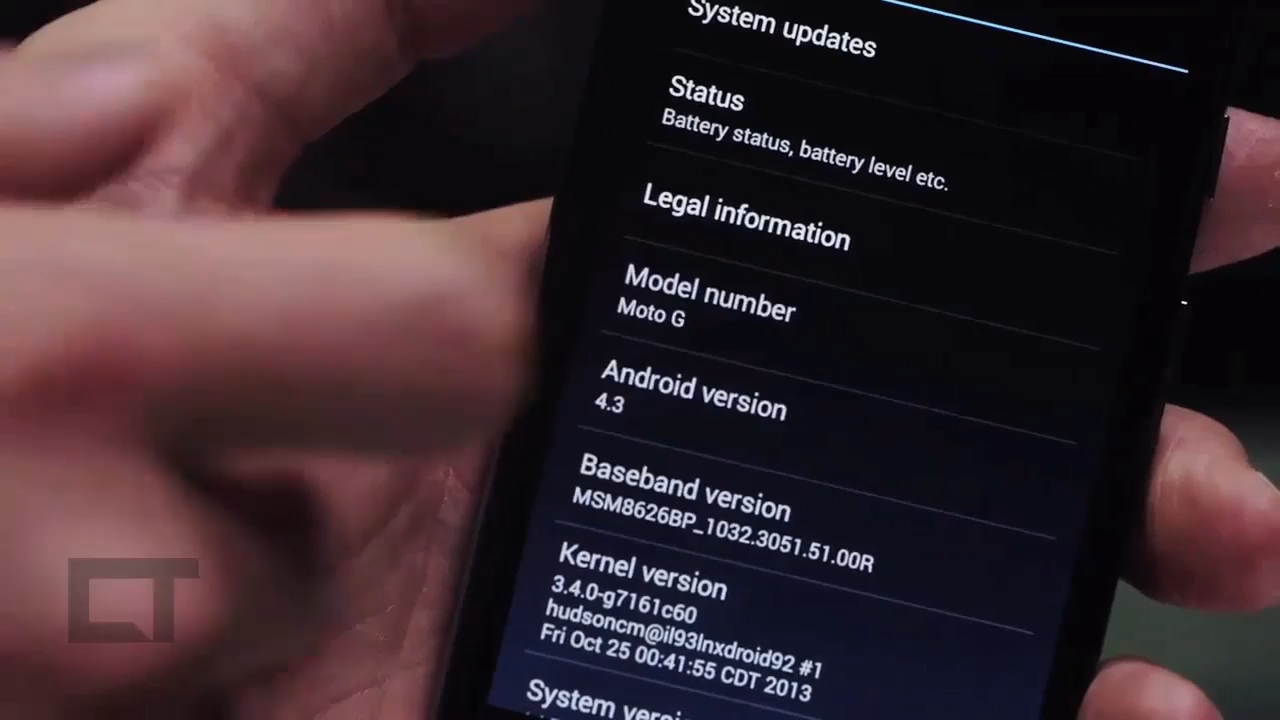 System updates
Status
Battery status, battery level etc.
Legal information
Model number
Moto G
Android version
4.3
Baseband version
MSM8626BP_1032.3051.51.00R
Kernel version
3.4.0-g7161c60
hudsoncm@il93lnxdroid92 #1
Fri Oct 25 00:41:55 CDT 2013
System
CT